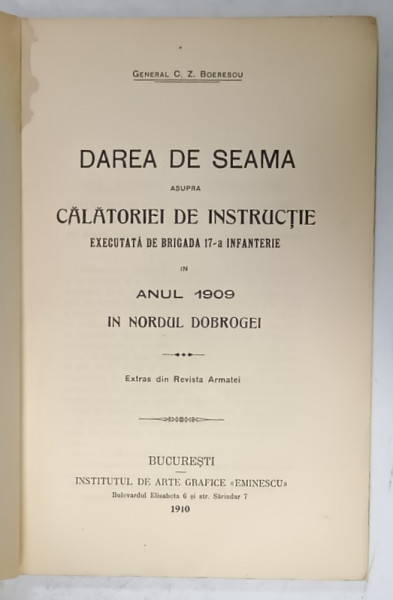 General C. Z. Boerescu
DAREA DE SEAMA
ASUPRA
CĂLĂTORIEI DE INSTRUCȚIE
EXECUTATĂ DE BRIGADA 17-a INFANTERIE
IN
ANUL 1909
IN NORDUL DOBROGEI
Extras din Revista Armatei
BUCUREȘTI
INSTITUTUL DE ARTE GRAFICE «EMINESCU»
Bulevardul Elisabeta 6 și str. Sărindar 7
1910